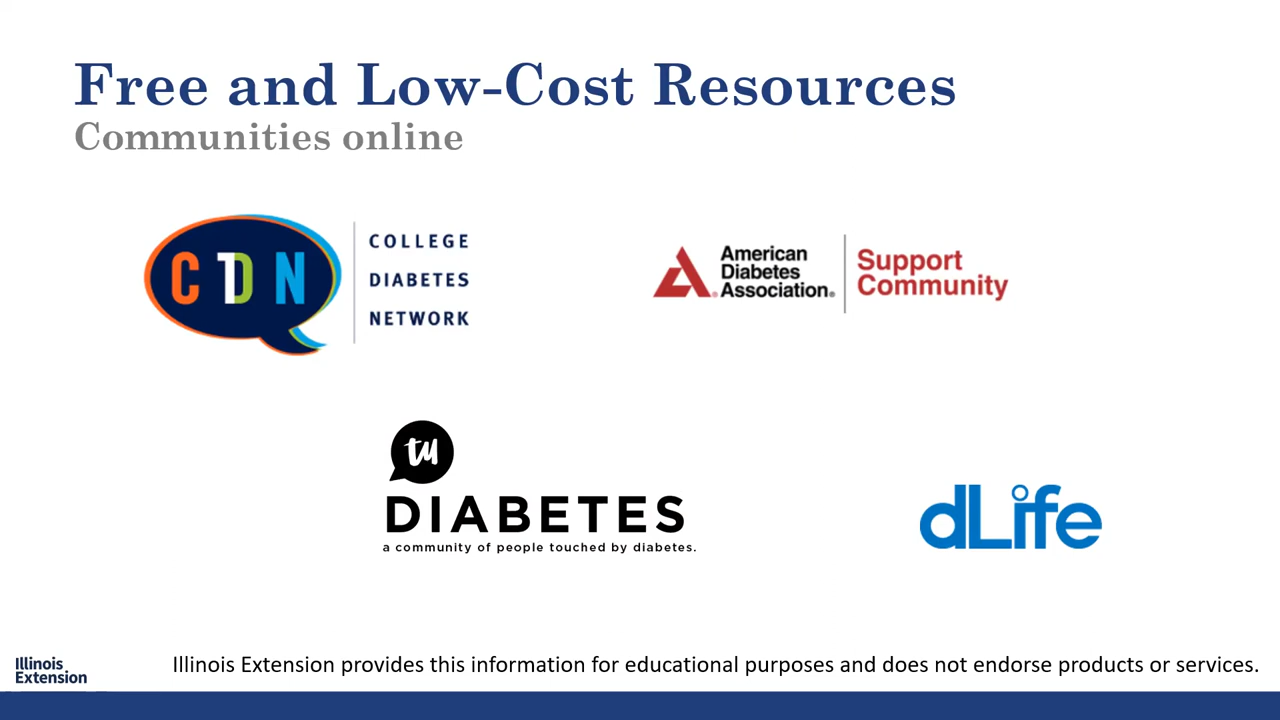 Free and Low-Cost Resources
Communities online
CDN
COLLEGE
DIABETES
NETWORK
American
Diabetes
Association®
Support
Community
tu
DIABETES
a community of people touched by diabetes.
dLife
Illinois
Extension
Illinois Extension provides this information for educational purposes and does not endorse products or services.